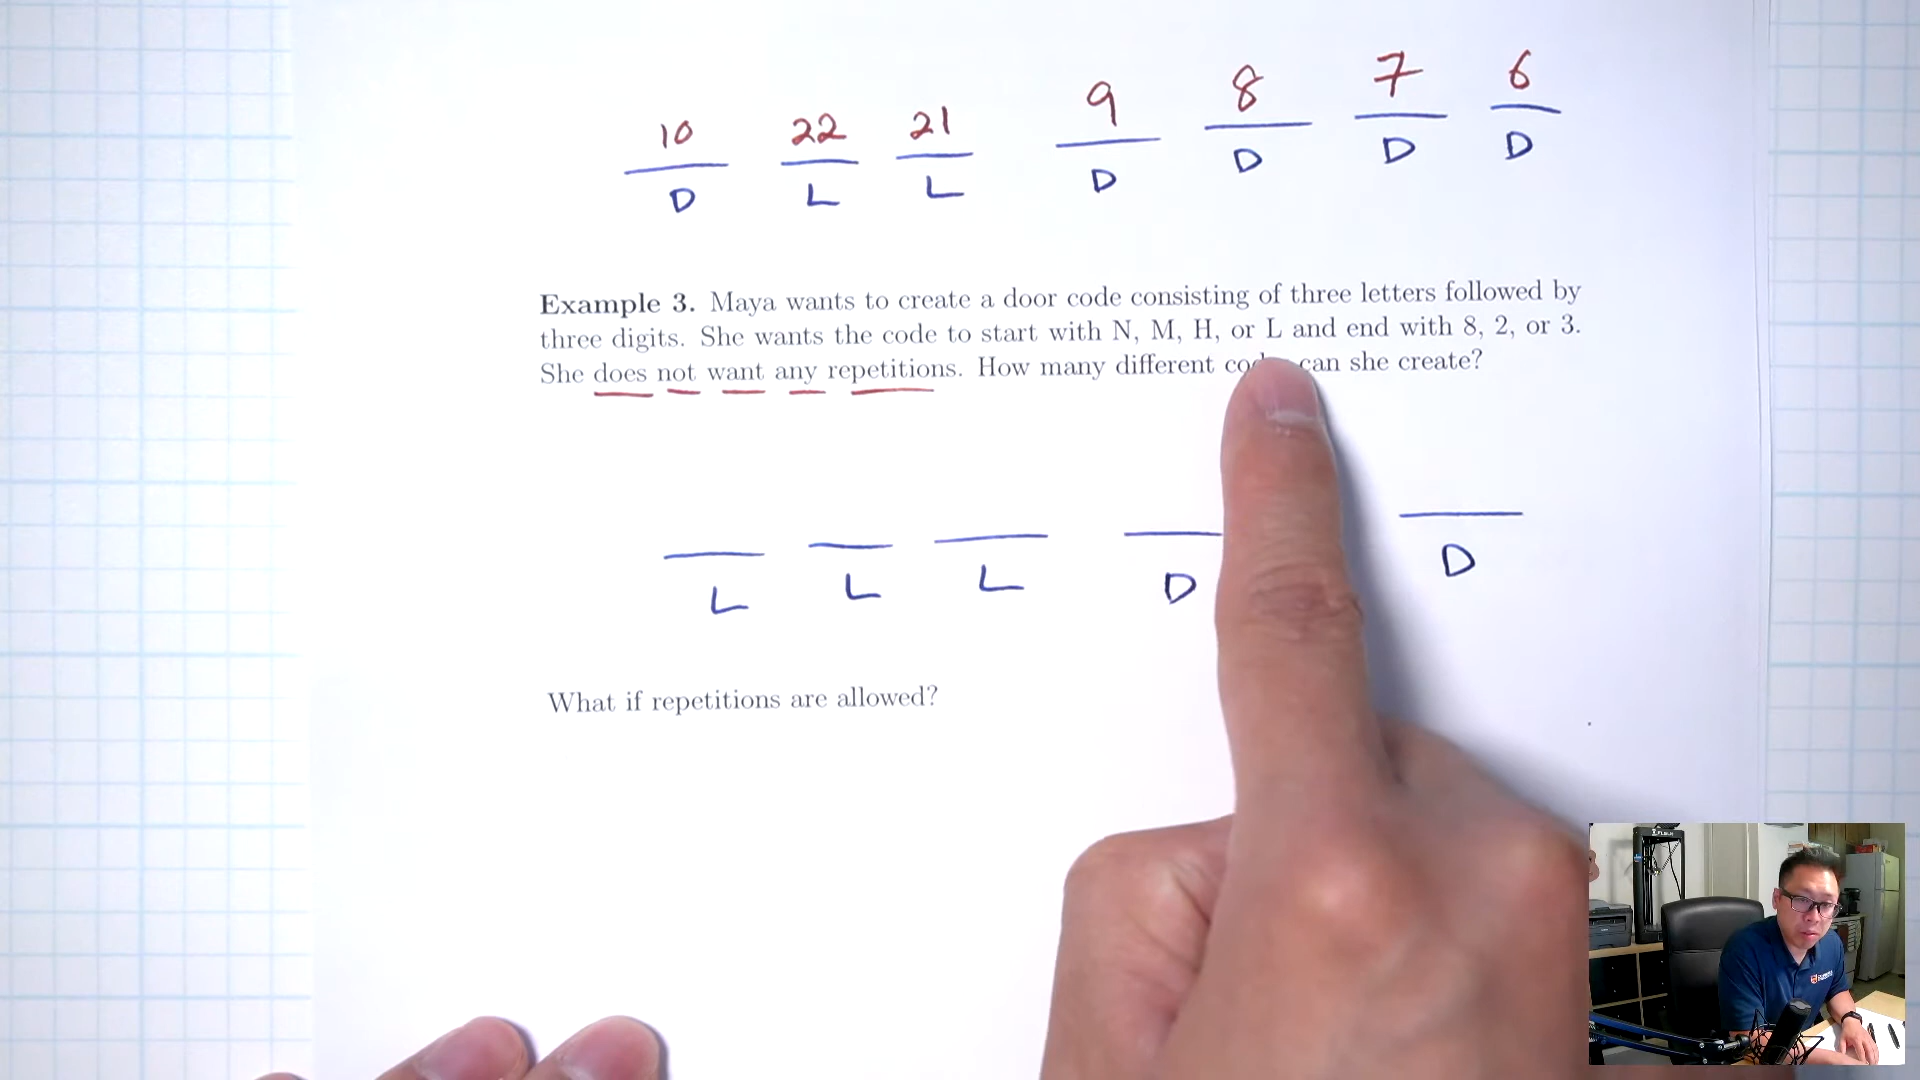 10 22 21 9 8 7 6
D L L D D D D
Example 3. Maya wants to create a door code consisting of three letters followed by
three digits. She wants the code to start with N, M, H, or L and end with 8, 2, or 3.
She does not want any repetitions. How many different can she create?
L L L D D
What if repetitions are allowed?